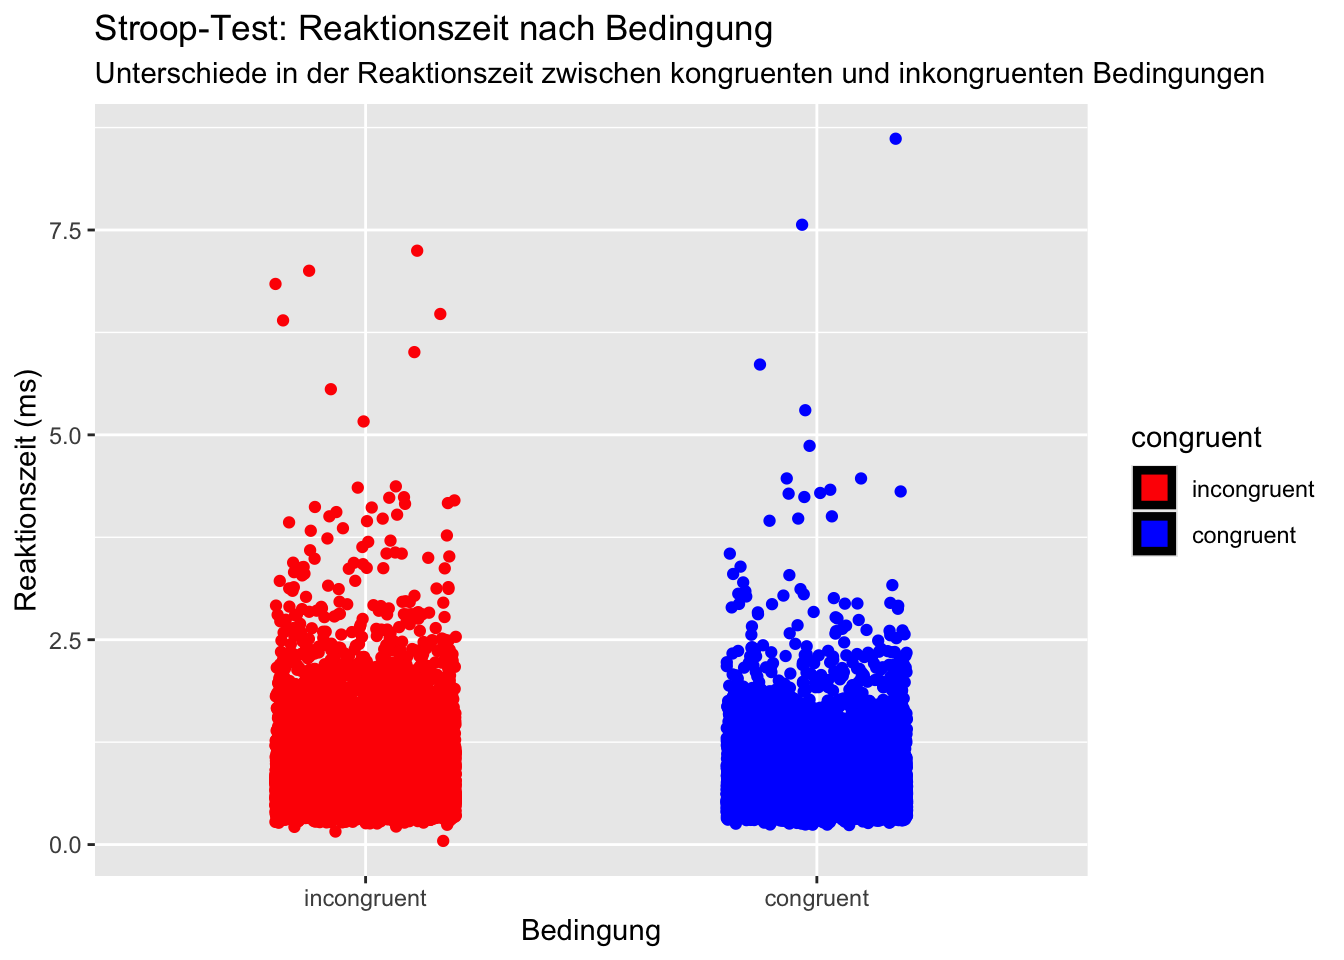 Stroop-Test: Reaktionszeit nach Bedingung
Unterschiede in der Reaktionszeit zwischen kongruenten und inkongruenten Bedingungen
Reaktionszeit (ms)
7.5
5.0
2.5
0.0
incongruent
congruent
Bedingung
congruent
incongruent
congruent